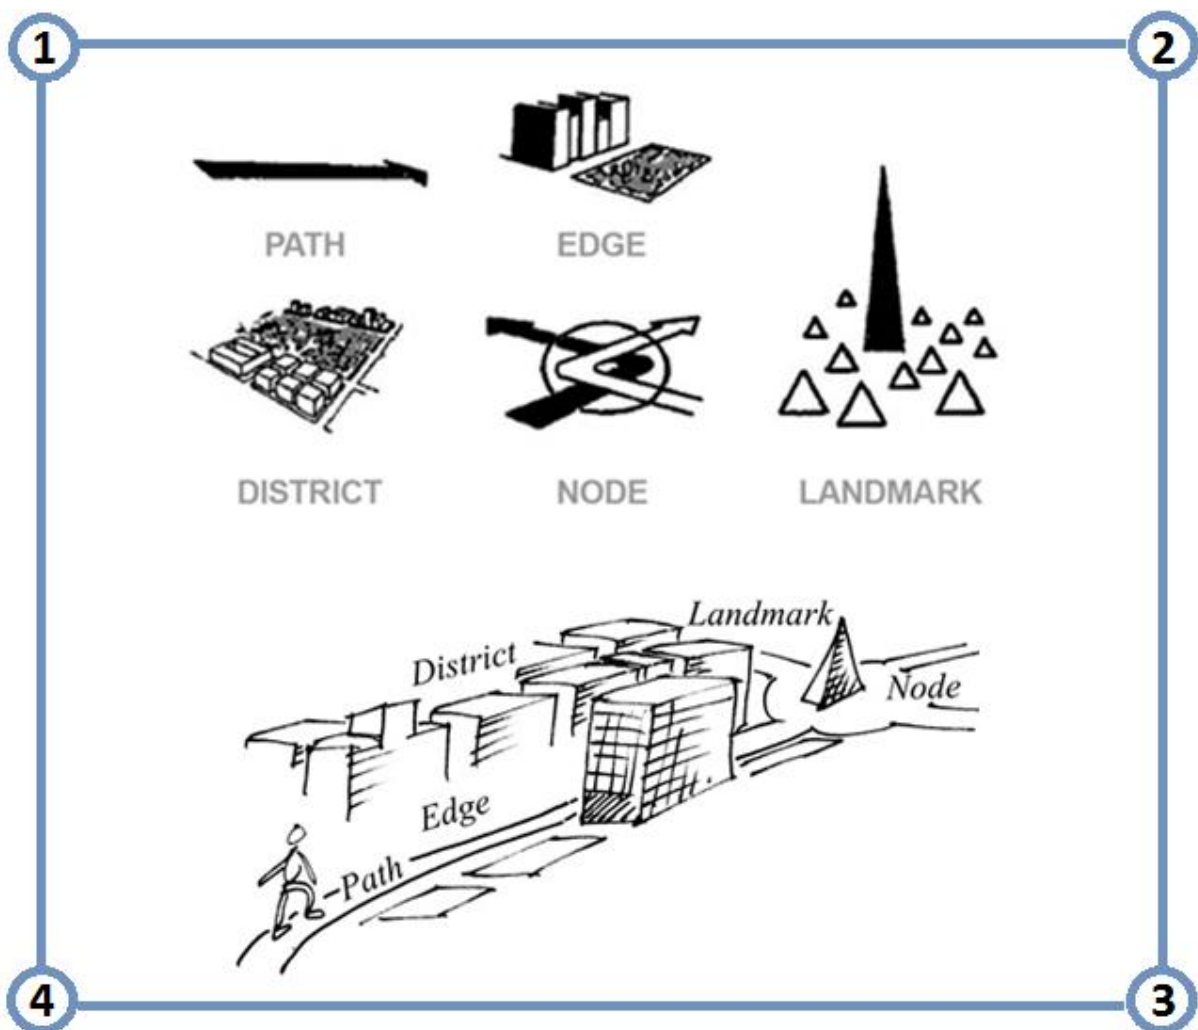 1
2
PATH
EDGE
DISTRICT
NODE
LANDMARK
Landmark
District
Node
Edge
Path
4
3